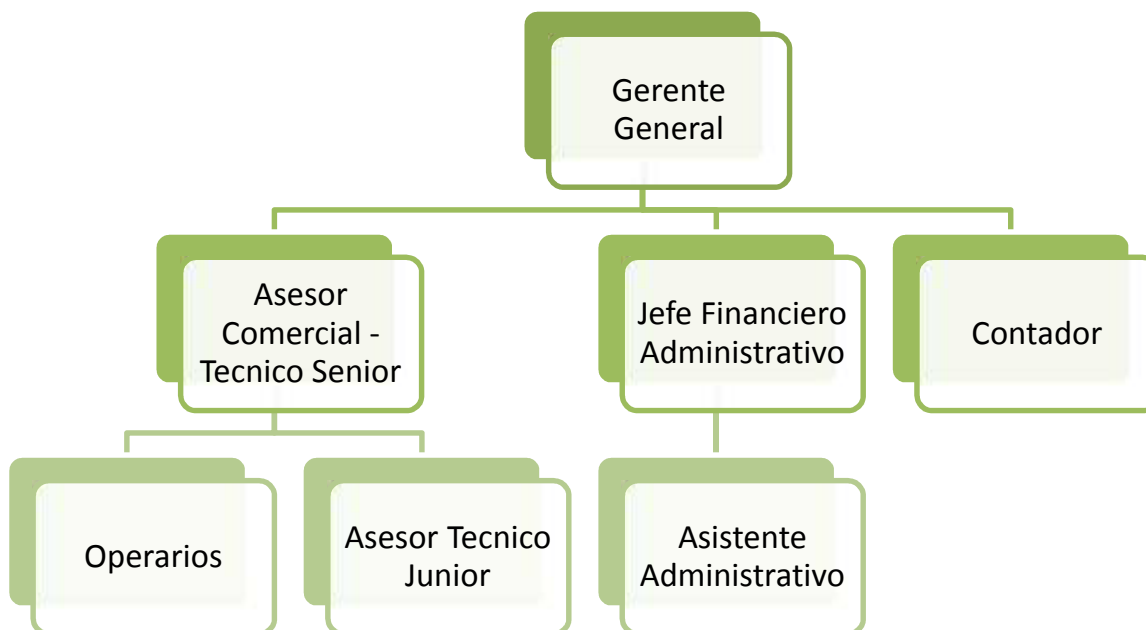 Gerente
General
Asesor
Comercial -
Tecnico Senior
Jefe Financiero
Administrativo
Contador
Operarios
Asesor Tecnico
Junior
Asistente
Administrativo